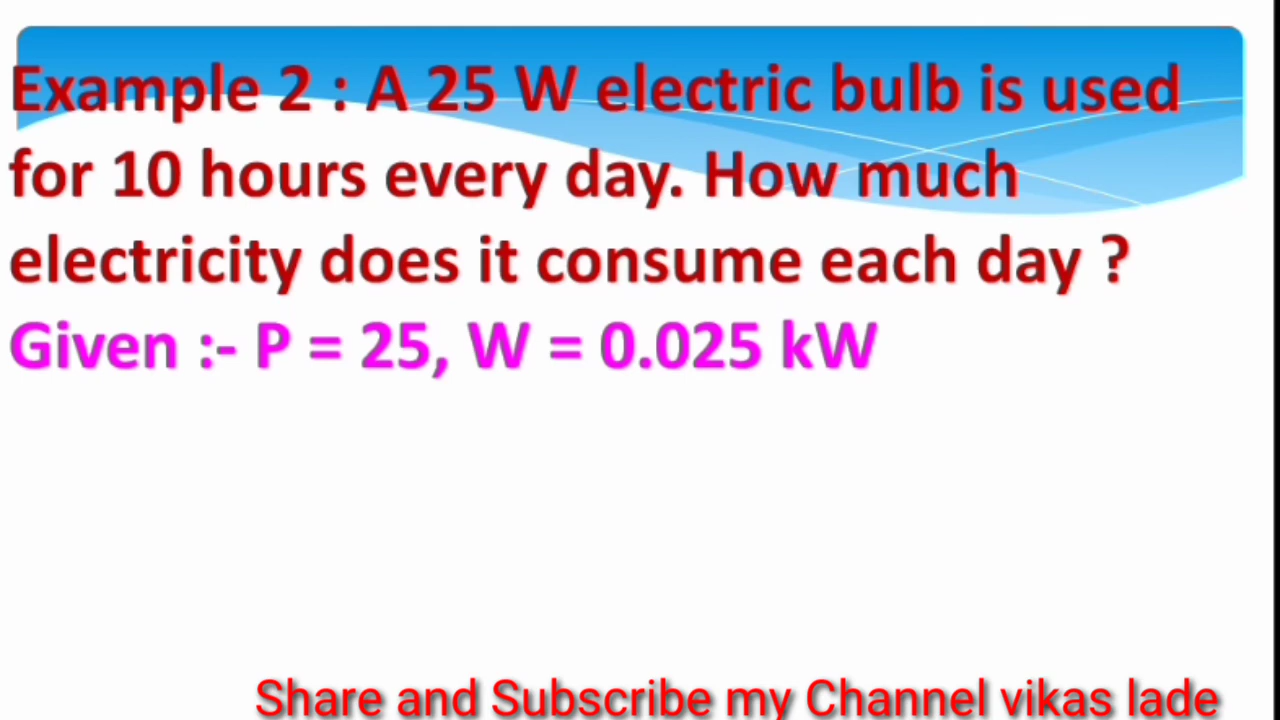 Example 2 : A 25 W electric bulb is used
for 10 hours every day. How much
electricity does it consume each day ?
Given :- P = 25, W = 0.025 kW
Share and Subscribe my Channel vikas lade